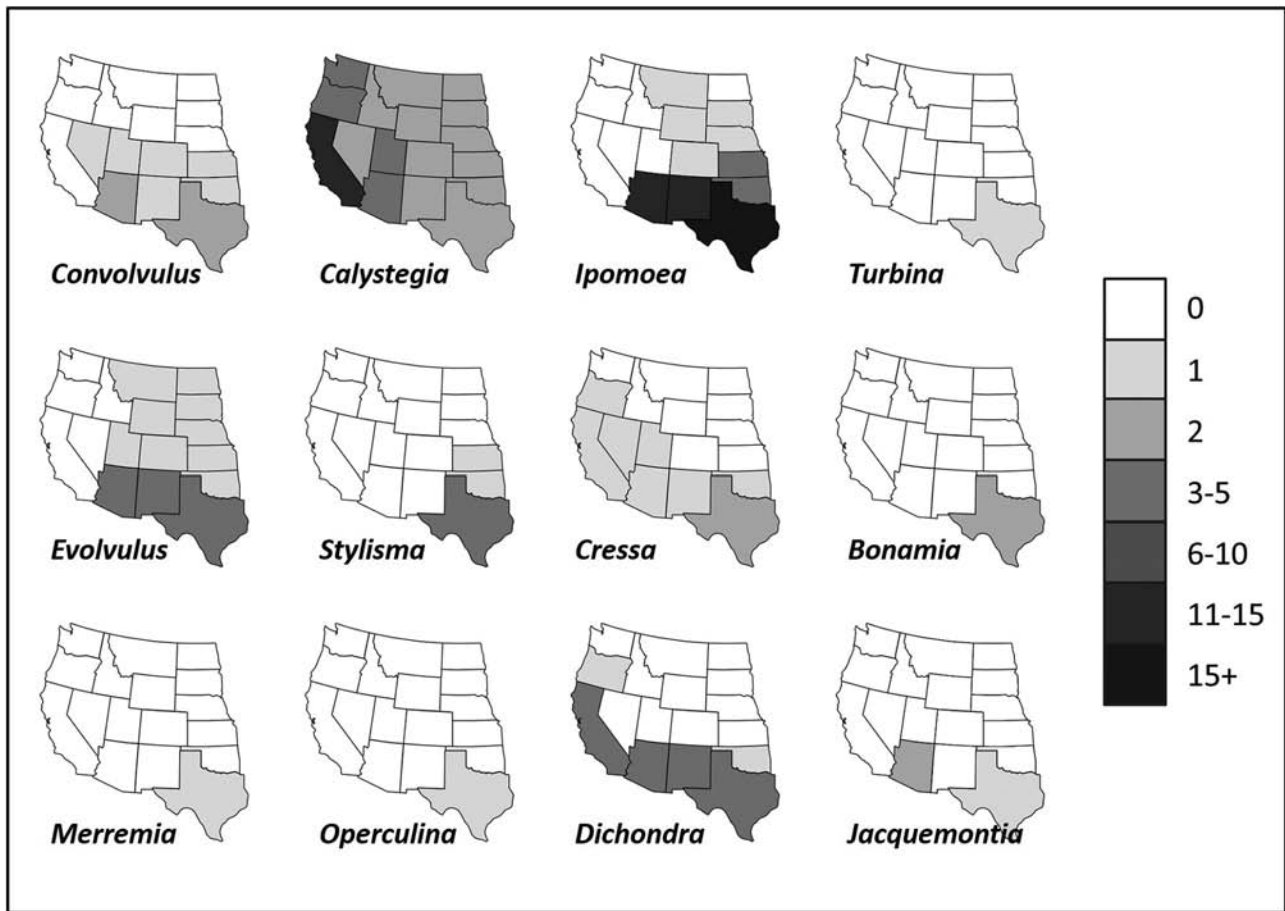 Convolvulus
Calystegia
Ipomoea
Turbina
Evolvulus
Stylisma
Cressa
Bonamia
Merremia
Operculina
Dichondra
Jacquemontia
0
1
2
3-5
6-10
11-15
15+